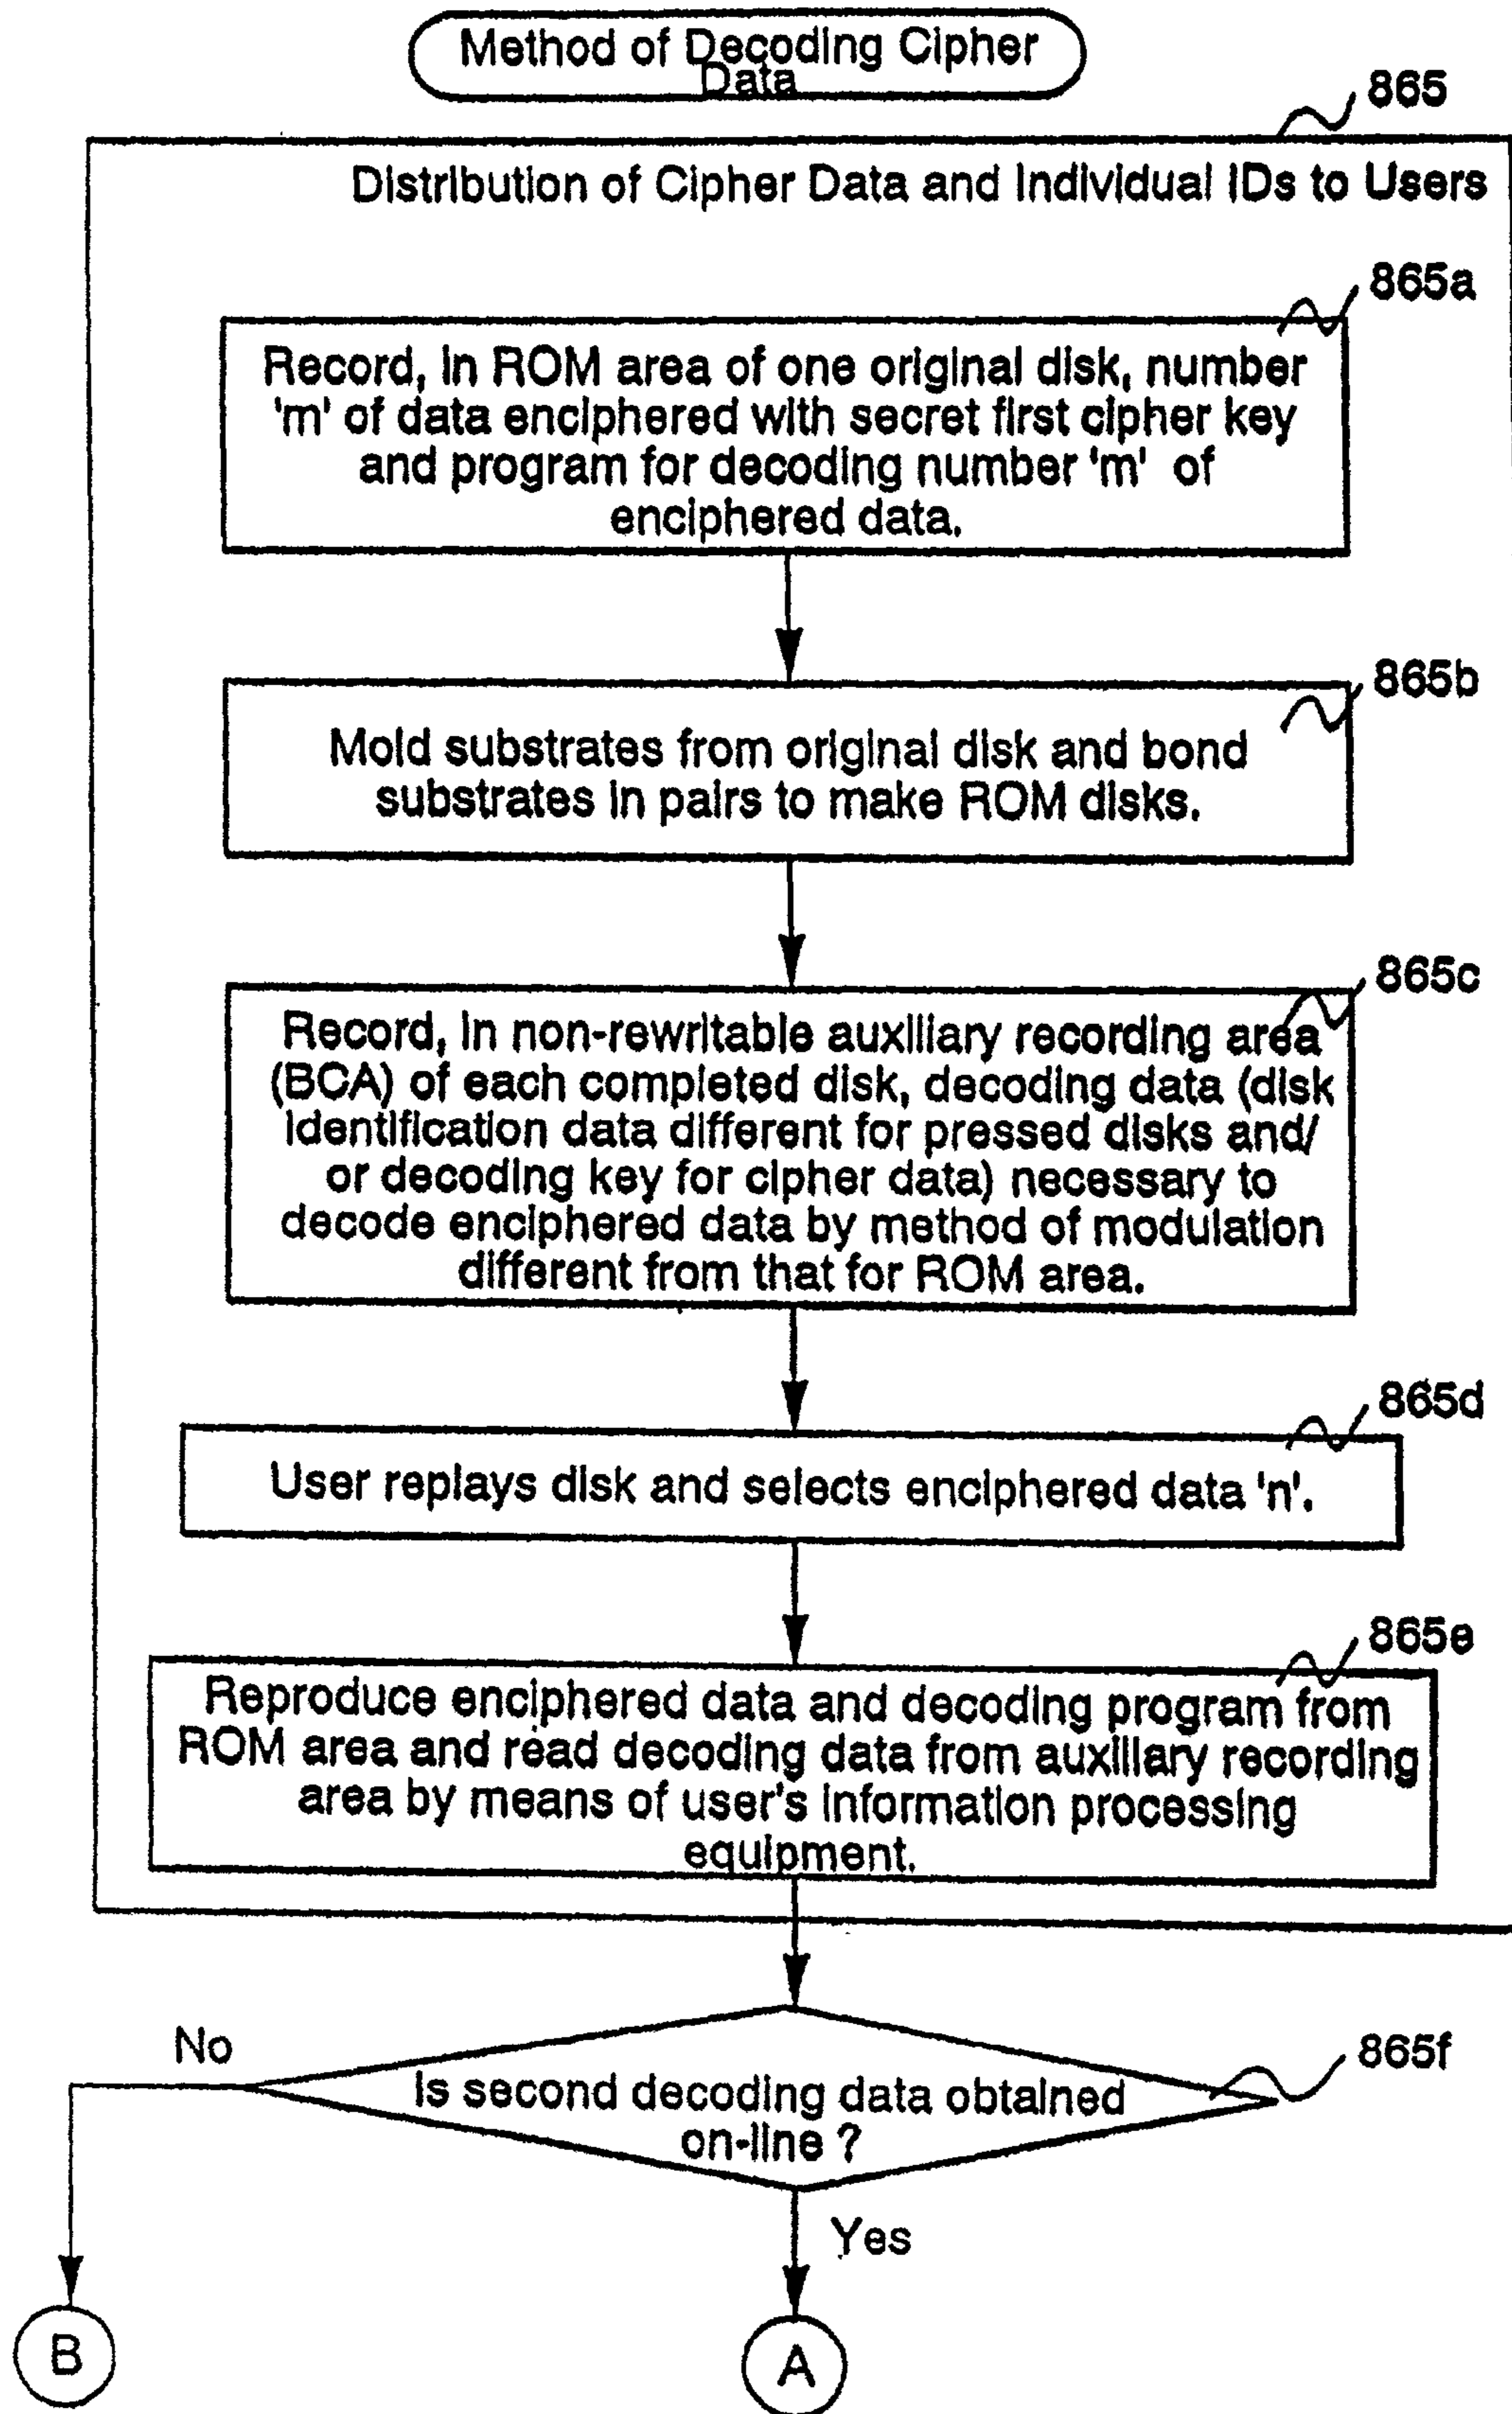 Method of Decoding Cipher
Data
865
Distribution of Cipher Data and Individual IDs to Users
865a
Record, in ROM area of one original disk, number
'm' of data enciphered with secret first cipher key
and program for decoding number 'm' of
enciphered data.
865b
Mold substrates from original disk and bond
substrates in pairs to make ROM disks.
865c
Record, in non-rewritable auxiliary recording area
(BCA) of each completed disk, decoding data (disk
identification data different for pressed disks and/
or decoding key for cipher data) necessary to
decode enciphered data by method of modulation
different from that for ROM area.
865d
User replays disk and selects enciphered data 'n'.
865e
Reproduce enciphered data and decoding program from
ROM area and read decoding data from auxiliary recording
area by means of user's information processing
equipment.
865f
No
Is second decoding data obtained
on-line ?
Yes
B
A